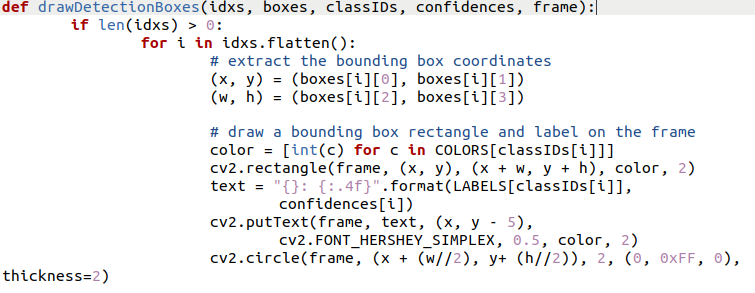 def drawDetectionBoxes(idxs, boxes, classIDs, confidences, frame):
        if len(idxs) > 0:
                for i in idxs.flatten():
                        # extract the bounding box coordinates
                        (x, y) = (boxes[i][0], boxes[i][1])
                        (w, h) = (boxes[i][2], boxes[i][3])

                        # draw a bounding box rectangle and label on the frame
                        color = [int(c) for c in COLORS[classIDs[i]]]
                        cv2.rectangle(frame, (x, y), (x + w, y + h), color, 2)
                        text = "{}: {:.4f}".format(LABELS[classIDs[i]],
                                confidences[i])
                        cv2.putText(frame, text, (x, y - 5),
                                cv2.FONT_HERSHEY_SIMPLEX, 0.5, color, 2)
                        cv2.circle(frame, (x + (w//2), y+ (h//2)), 2, (0, 0xFF, 0),
thickness=2)